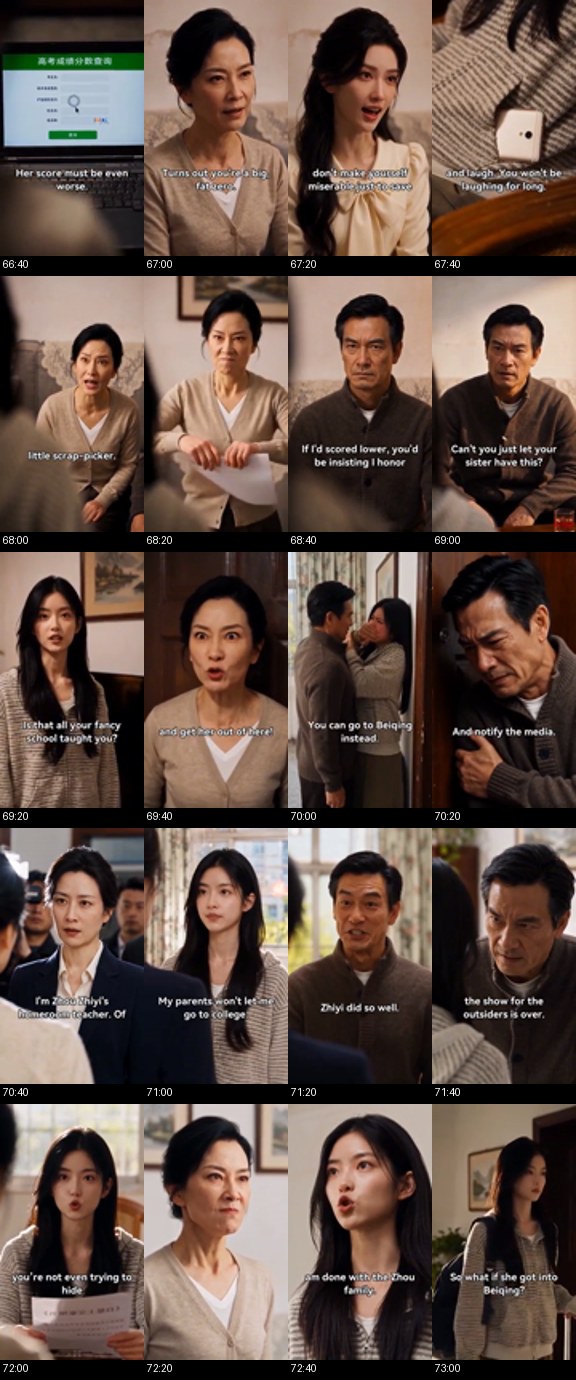 高考成绩分数查询
Her score must be even
worse.
66:40
Turns out you're a big,
fat zero.
67:00
don't make yourself
miserable just to save
67:20
and laugh. You won't be
laughing for long.
67:40
little scrap-picker,
68:00
68:20
If I'd scored lower, you'd
be insisting I honor
68:40
Can't you just let your
sister have this?
69:00
Is that all your fancy
school taught you?
69:20
and get her out of here!
69:40
You can go to Beiqing
instead.
70:00
And notify the media.
70:20
I'm Zhou Zhiyi's
homeroom teacher. Of
70:40
My parents won't let me
go to college
71:00
Zhiyi did so well.
71:20
the show for the
outsiders is over.
71:40
you're not even trying to
hide
72:00
72:20
am done with the Zhou
family.
72:40
So what if she got into
Beiqing?
73:00